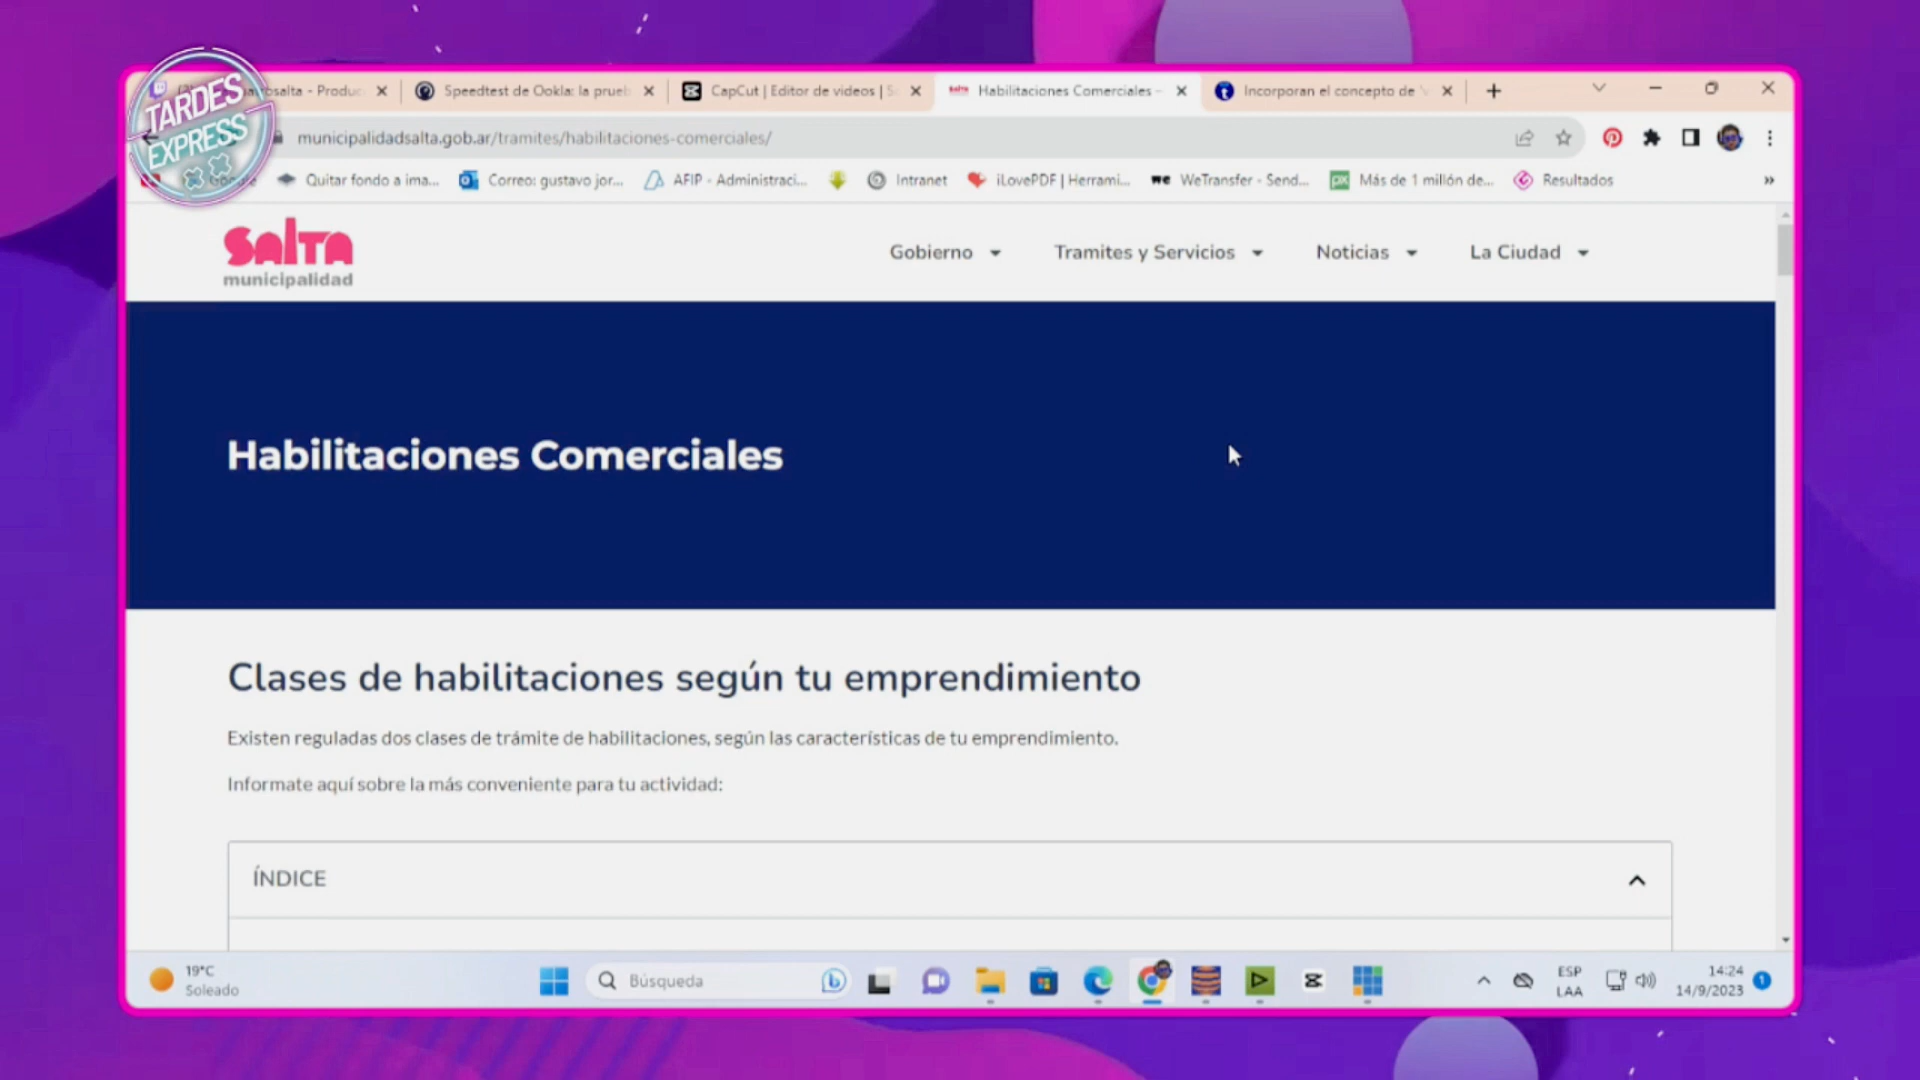 TARDES
EXPRESS
salta - Produc
Speedtest de Ookla: la prueb
CapCut | Editor de videos | S
Habilitaciones Comerciales -
Incorporan el concepto de
municipalidadsalta.gob.ar/tramites/habilitaciones-comerciales/
Quitar fondo a ima...
Correo: gustavo jor...
AFIP - Administraci...
Intranet
iLovePDF | Herrami...
WeTransfer - Send...
Más de 1 millón de...
Resultados
SALTA
municipalidad
Gobierno
Tramites y Servicios
Noticias
La Ciudad
Habilitaciones Comerciales
Clases de habilitaciones según tu emprendimiento
Existen reguladas dos clases de trámite de habilitaciones, según las características de tu emprendimiento.
Informate aquí sobre la más conveniente para tu actividad:
ÍNDICE
19°C
Soleado
Búsqueda
ESP
LAA
14:24
14/9/2023
1